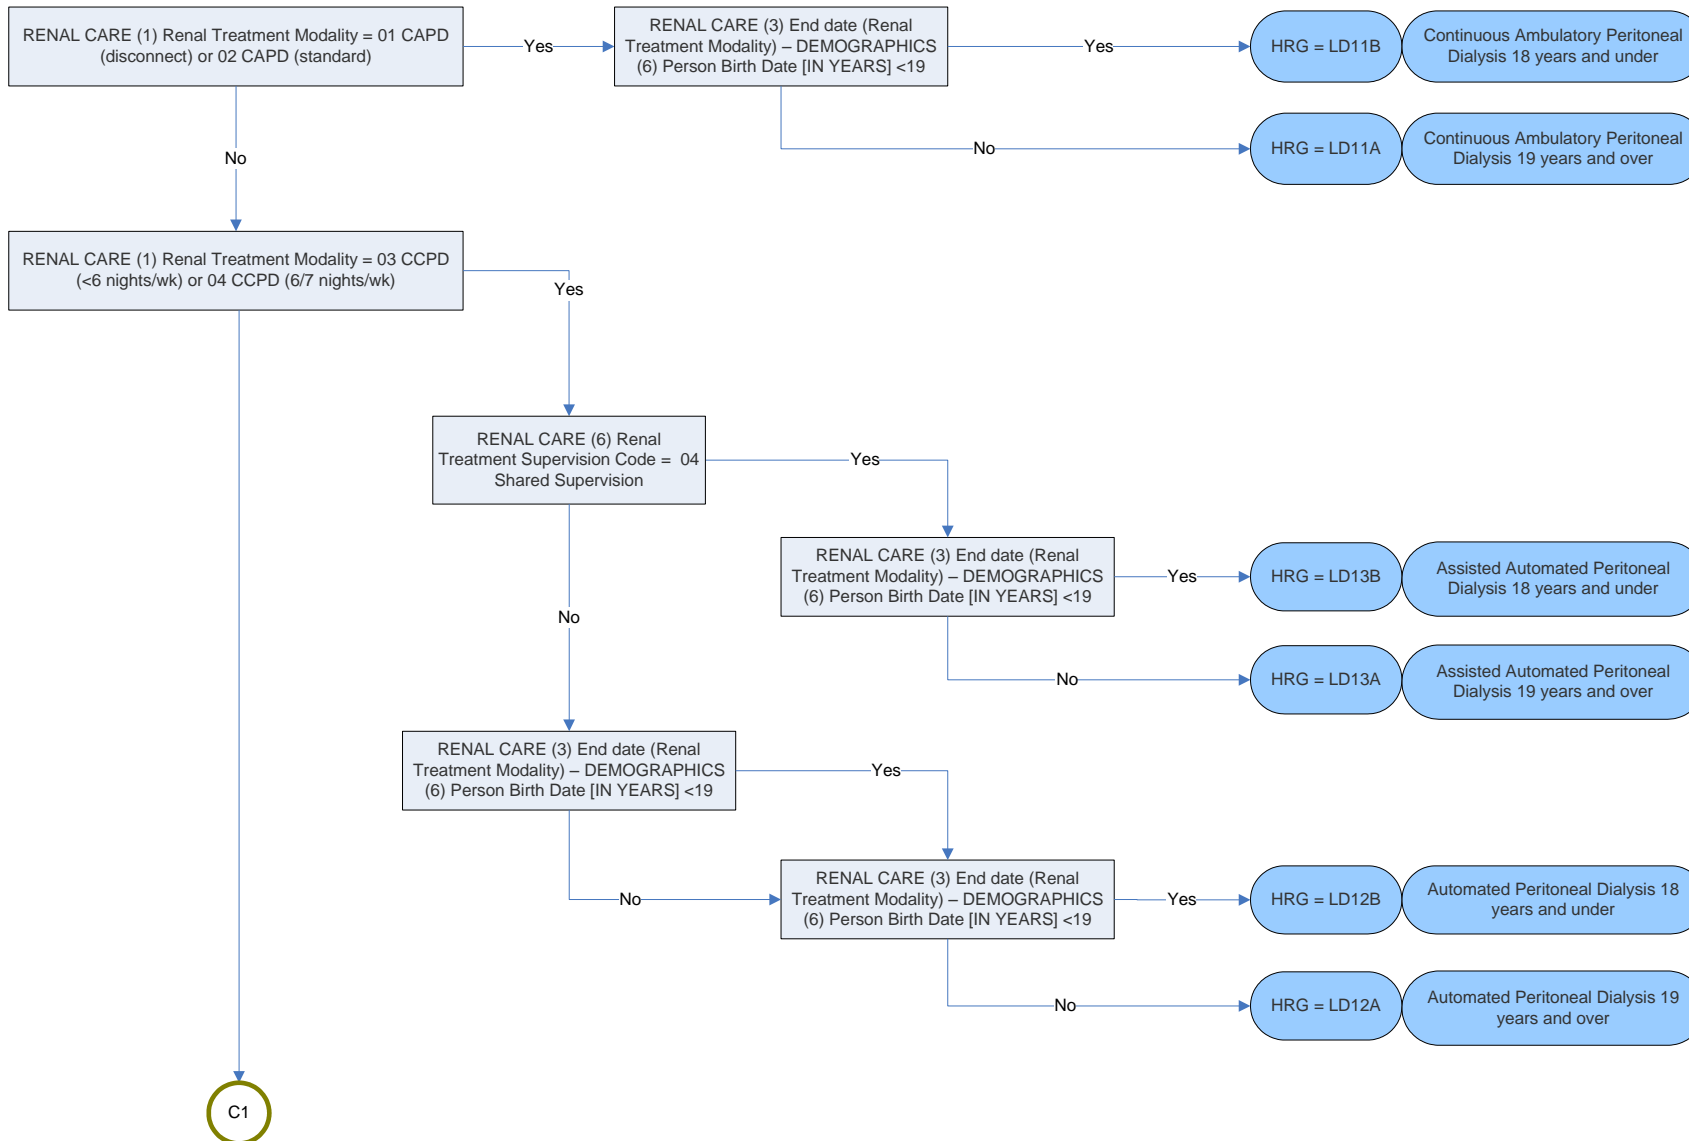 RENAL CARE (1) Renal Treatment Modality = 01 CAPD
(disconnect) or 02 CAPD (standard)
Yes
RENAL CARE (3) End date (Renal
Treatment Modality) – DEMOGRAPHICS
(6) Person Birth Date [IN YEARS] <19
Yes
HRG = LD11B
Continuous Ambulatory Peritoneal
Dialysis 18 years and under
No
HRG = LD11A
Continuous Ambulatory Peritoneal
Dialysis 19 years and over
No
RENAL CARE (1) Renal Treatment Modality = 03 CCPD
(<6 nights/wk) or 04 CCPD (6/7 nights/wk)
Yes
RENAL CARE (6) Renal
Treatment Supervision Code =  04
Shared Supervision
Yes
RENAL CARE (3) End date (Renal
Treatment Modality) – DEMOGRAPHICS
(6) Person Birth Date [IN YEARS] <19
Yes
HRG = LD13B
Assisted Automated Peritoneal
Dialysis 18 years and under
No
No
HRG = LD13A
Assisted Automated Peritoneal
Dialysis 19 years and over
RENAL CARE (3) End date (Renal
Treatment Modality) – DEMOGRAPHICS
(6) Person Birth Date [IN YEARS] <19
Yes
No
RENAL CARE (3) End date (Renal
Treatment Modality) – DEMOGRAPHICS
(6) Person Birth Date [IN YEARS] <19
Yes
HRG = LD12B
Automated Peritoneal Dialysis 18
years and under
No
HRG = LD12A
Automated Peritoneal Dialysis 19
years and over
C1